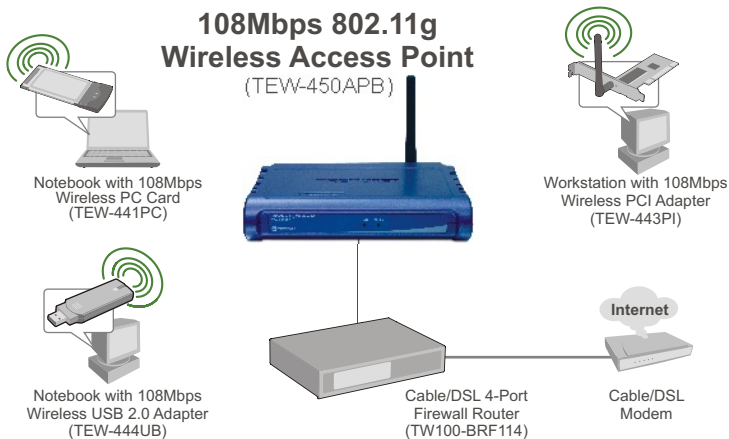 108Mbps 802.11g
Wireless Access Point
(TEW-450APB)
Notebook with 108Mbps
Wireless PC Card
(TEW-441PC)
Workstation with 108Mbps
Wireless PCI Adapter
(TEW-443PI)
Notebook with 108Mbps
Wireless USB 2.0 Adapter
(TEW-444UB)
Cable/DSL 4-Port
Firewall Router
(TW100-BRF114)
Internet
Cable/DSL
Modem